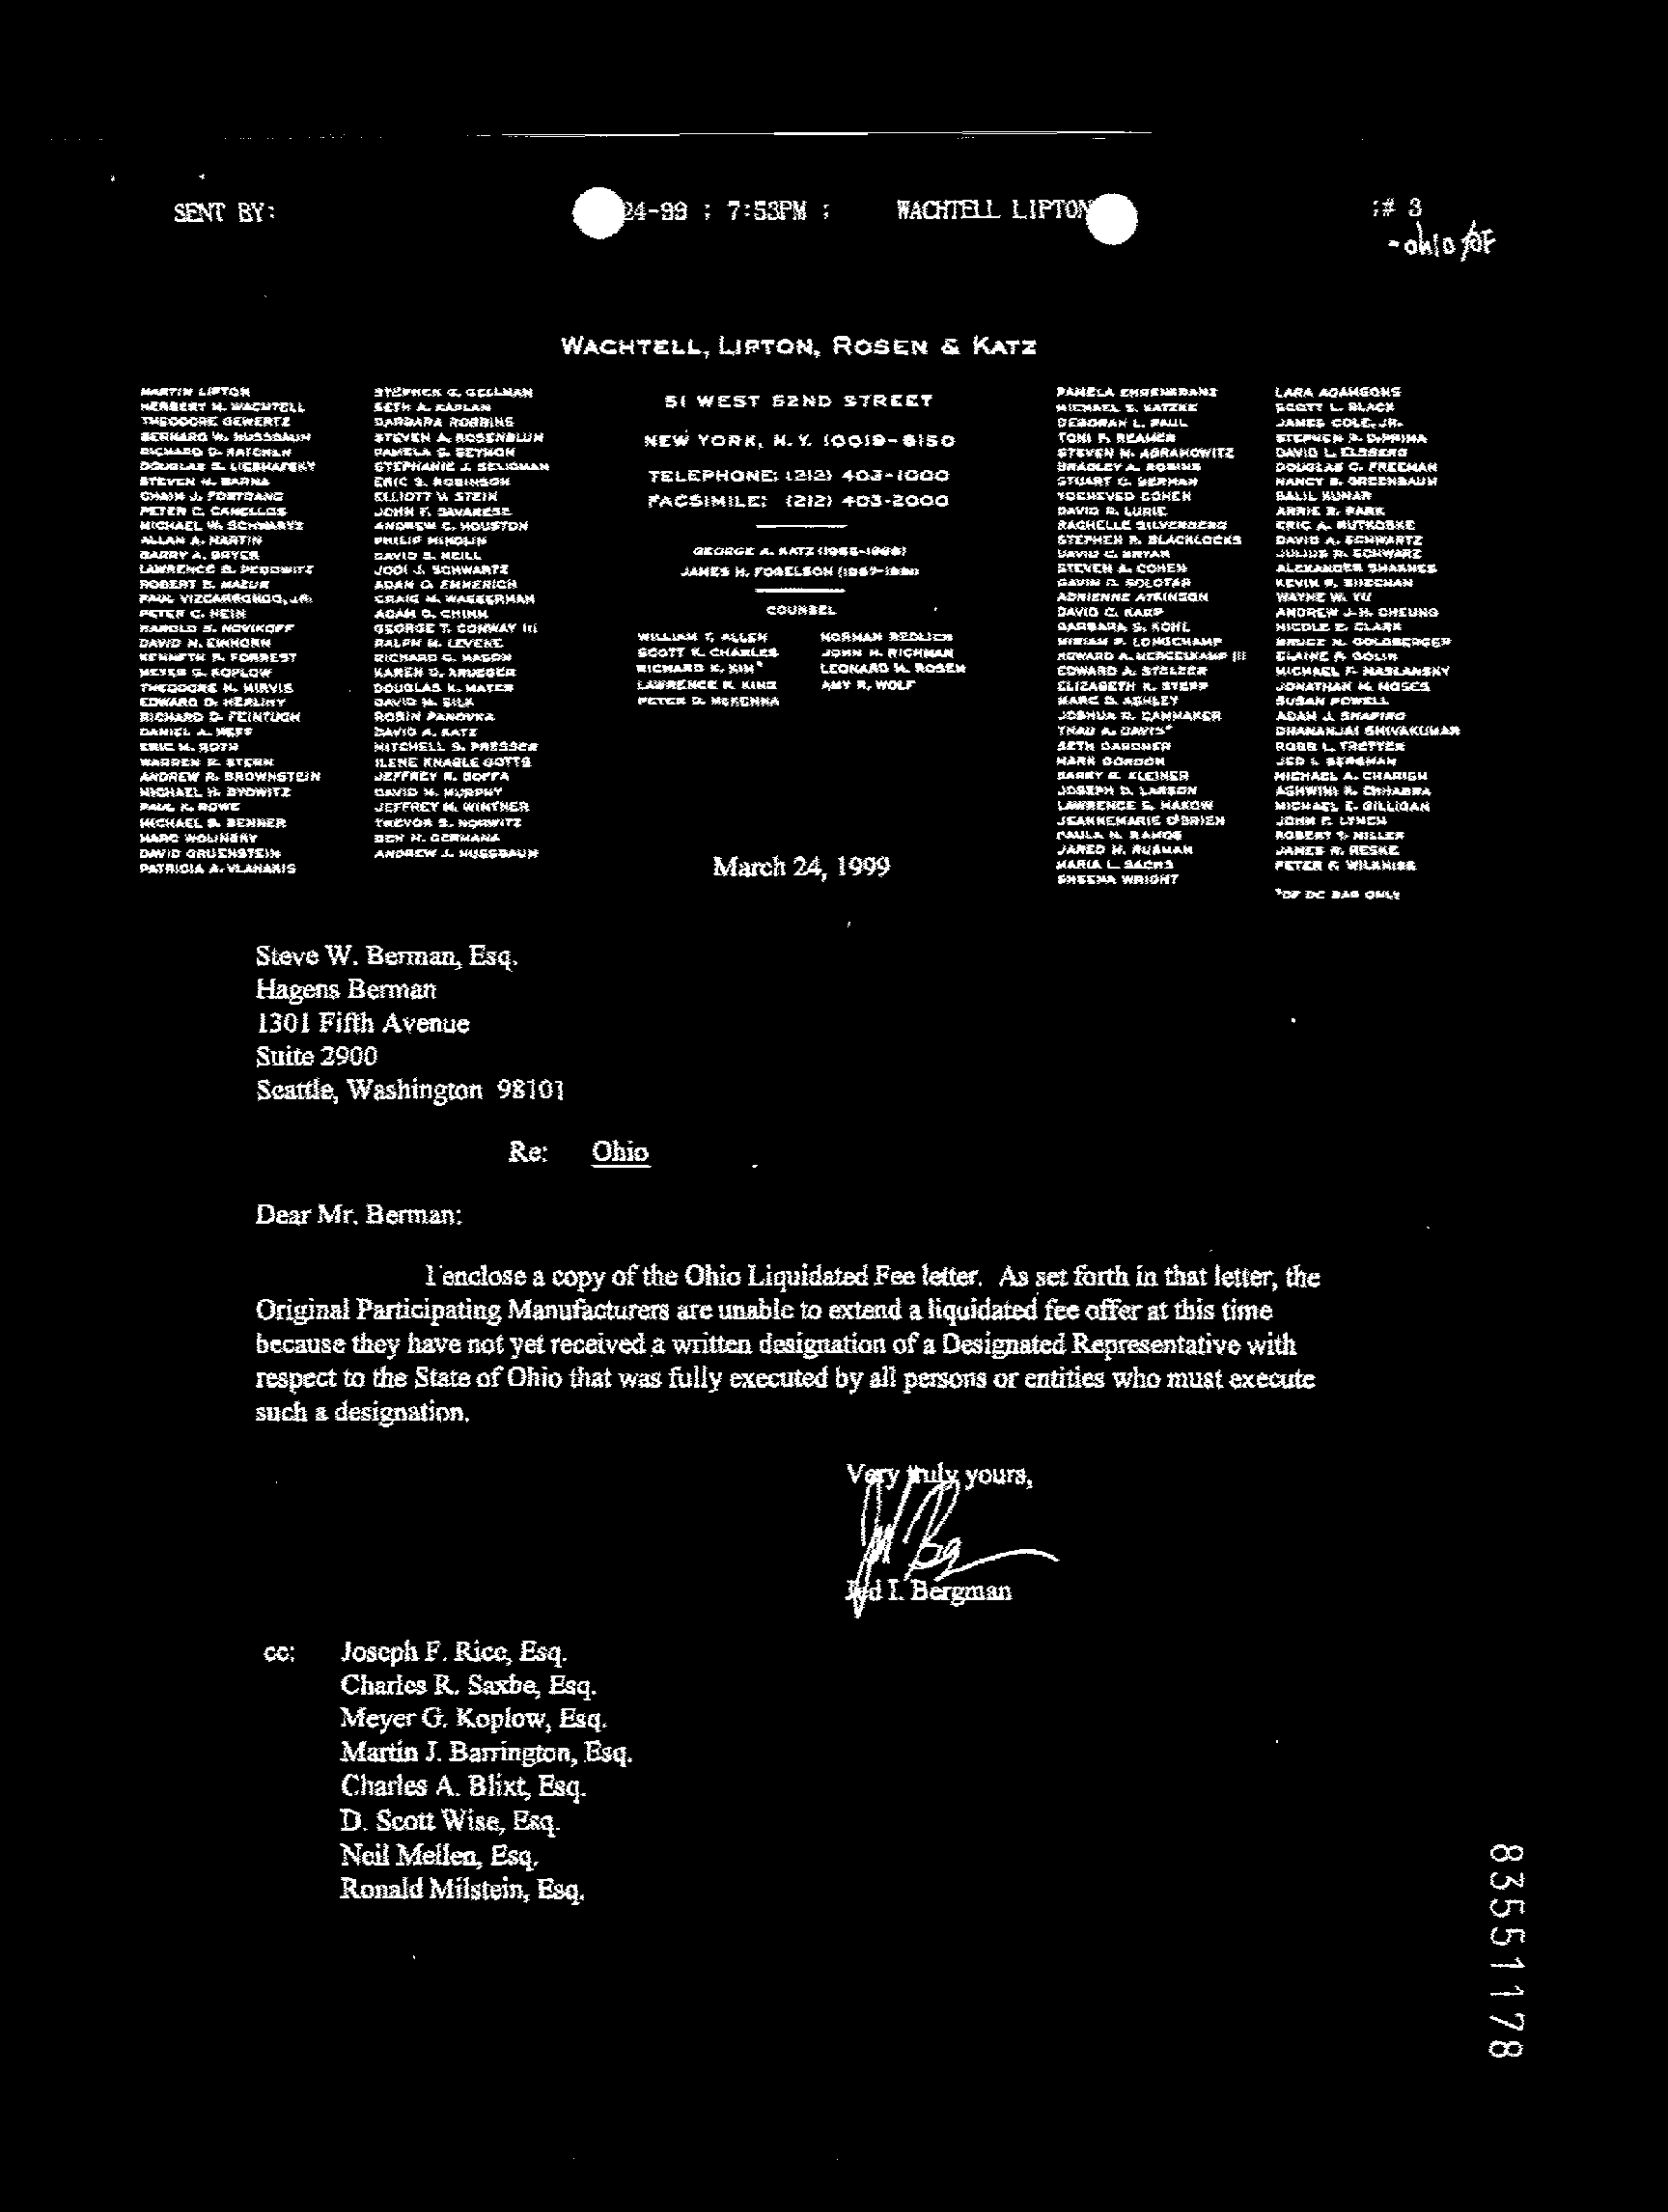 SENT BY: 24-99 ; 7:53PM ; WACHTELL LIPTON ;# 3
-ohio
WACHTELL, LIPTON, ROSEN & KATZ
MARTIN LIPTON
HERBERT M. WACHTELL
THEODORE GEWERTZ
BERNARD W. NUSSBAUM
RICHARD D. KATCHER
STEVEN M. BARNA
PETER C. CANELLOS
MICHAEL W. SCHWARTZ
ALLAN A. MARTIN
BARRY A. BRYER
LAWRENCE B. PEDOWITZ
ROBERT B. MAZUR
PETER C. HEIN
HAROLD S. NOVIKOFF
DAVID M. EINHORN
KENNETH B. FORREST
MEYER G. KOPLOW
THEODORE N. MIRVIS
EDWARD D. HERLIHY
RICHARD D. FEINTUCH
DANIEL A. NEFF
ERIC M. ROTH
WARREN R. STERN
ANDREW R. BROWNSTEIN
MICHAEL H. BYOWITZ
PAUL K. ROWE
MICHAEL B. BENNER
MARC WOLINSKY
DAVID GRUENSTEIN
PATRICIA A. VLAHAKIS
STEPHEN G. GELLMAN
SETH A. KAPLAN
BARBARA ROBBINS
STEVEN A. ROSENBLUM
PAMELA S. SEYMON
STEPHANIE J. SELIGMAN
ERIC S. ROBINSON
ELLIOTT V. STEIN
JOHN F. SAVARESE
ANDREW C. HOUSTON
PHILIP MINDLIN
DAVID S. NEILL
JODI J. SCHWARTZ
ADAM O. EMMERICH
CRAIG M. WASSERMAN
ADAM D. CHINN
GEORGE T. CONWAY III
RALPH M. LEVENE
RICHARD G. MASON
KAREN G. KRUEGER
DOUGLAS K. MAYER
DAVID M. SILK
ROBIN PANOVKA
DAVID A. KATZ
MITCHELL S. PRESSER
ILENE KNABLE GOTTS
JEFFREY R. BOFFA
DAVID M. MURPHY
JEFFREY M. WINTNER
TREVOR S. NORWITZ
BEN M. GERMANA
ANDREW J. NUSSBAUM
51 WEST 52ND STREET
NEW YORK, N.Y. 10019-6150
TELEPHONE: (212) 403-1000
FACSIMILE: (212) 403-2000
GEORGE A. KATZ (1965-1989)
JAMES H. FOGELSON (1967-1991)
COUNSEL
WILLIAM T. ALLEN
SCOTT K. CHARLES
RICHARD K. KIM*
LAWRENCE K. KING
PETER D. McKENNA
NORMAN REDLICH
JOHN H. RICHMAN
LEONARD M. ROSEN
AMY R. WOLF
March 24, 1999
PAMELA EHRENKRANZ
MICHAEL S. KATZKE
DEBORAH L. PAUL
TONI P. REAMER
STEVEN M. ABRAMOWITZ
BRADLEY A. ROBINS
STUART C. BERMAN
YOCHEVED COHEN
DAVID R. LURIE
RACHELLE SILVERBERG
STEPHEN R. BLACKLOCKS
DAVID C. BRYAN
STEVEN A. COHEN
GAVIN D. SOLOTAR
ADRIENNE ATKINSON
DAVID C. KARP
BARBARA S. KOHL
MIRIAM P. LONGCHAMP
EDWARD A. STELZER
ELIZABETH K. STEPP
MARC D. ASHLEY
JOSHUA R. CAMMAKER
THAD A. DAVIS*
SETH GARDNER
MARK GORDON
BARRY E. KLEINER
JOSEPH D. LARSON
LAWRENCE S. MAKOW
JEANNEMARIE O'BRIEN
PAULA N. RAMOS
JARED M. RUSMAN
MARIA L. SACHS
SHEENA WRIGHT
LARA ADAMSONS
SCOTT L. BLACK
JAMES COLE, JR.
STEPHEN R. DiPRIMA
DAVID L. ELSBERG
DOUGLAS C. FREEMAN
NANCY B. GREENBAUM
ANNIE B. PARK
ERIC A. RUTKOSKE
DAVID A. SCHWARTZ
JULIUS R. SCHWARZ
ALEXANDER SHAKNES
KEVIN P. SHEEHAN
WAYNE W. YU
ANDREW J.H. CHEUNG
NICOLE E. CLARK
BRUCE N. GOLDBERGER
ELAINE P. GOLIN
MICHAEL F. MASLANSKY
JONATHAN M. MOSES
SUSAN POWELL
ADAM J. SHAPIRO
DHANANJAI SHIVAKUMAR
ROBB L. TRETTER
JED I. BERGMAN
MICHAEL A. CHARISH
ASHWINI K. CHHABRA
MICHAEL E. GILLIGAN
JOHN F. LYNCH
ROBERT T. MILLER
JAMES R. RESKE
*OF DC BAR ONLY
Steve W. Berman, Esq.
Hagens Berman
1301 Fifth Avenue
Suite 2900
Seattle, Washington 98101
Re: Ohio
Dear Mr. Berman:
I enclose a copy of the Ohio Liquidated Fee letter. As set forth in that letter, the
Original Participating Manufacturers are unable to extend a liquidated fee offer at this time
because they have not yet received a written designation of a Designated Representative with
respect to the State of Ohio that was fully executed by all persons or entities who must execute
such a designation.
Very truly yours,
Jed I. Bergman
cc: Joseph F. Rice, Esq.
Charles R. Saxbe, Esq.
Meyer G. Koplow, Esq.
Martin J. Barrington, Esq.
Charles A. Blixt, Esq.
D. Scott Wise, Esq.
Neil Mellen, Esq.
Ronald Milstein, Esq.
83551178